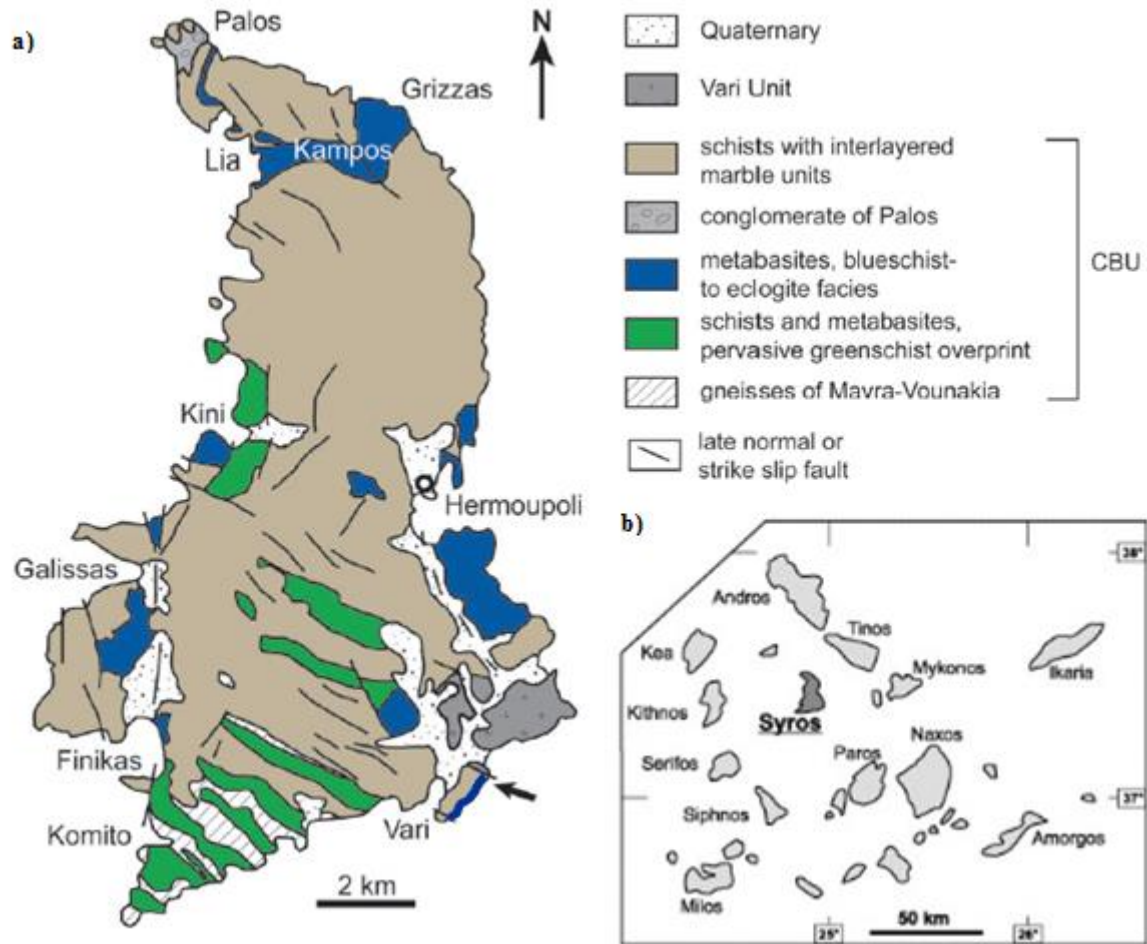 a)
Palos
N
Grizzas
Lia
Kampos
Kini
Hermoupoli
Galissas
Finikas
Komito
Vari
2 km
Quaternary
Vari Unit
schists with interlayered
marble units
conglomerate of Palos
metabasites, blueschist-
to eclogite facies
schists and metabasites,
pervasive greenschist overprint
gneisses of Mavra-Vounakia
CBU
late normal or
strike slip fault
b)
38°
Andros
Tinos
Kea
Mykonos
Ikaria
Kithnos
Syros
Naxos
Paros
Serifos
Siphnos
37°
Amorgos
Milos
25°
50 km
26°